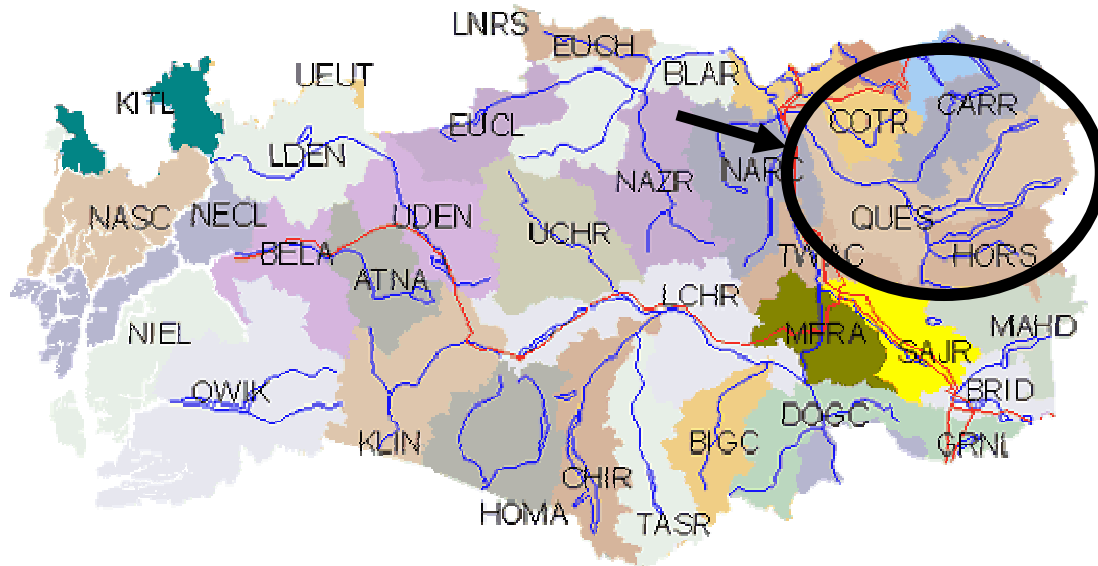 LNIRS
EUCH
UEUT
BLAR
KITL
CARR
COTR
EUCL
LDEN
NARC
NAZR
NASC
NECL
UDEN
QUES
UCHR
BELA
TWAC
HORS
ATNA
LCHR
NIEL
MFRA
MAHD
SAJR
OWIK
BRID
DOGC
KLIN
BIGC
GRNL
CHIR
HOMA
TASR